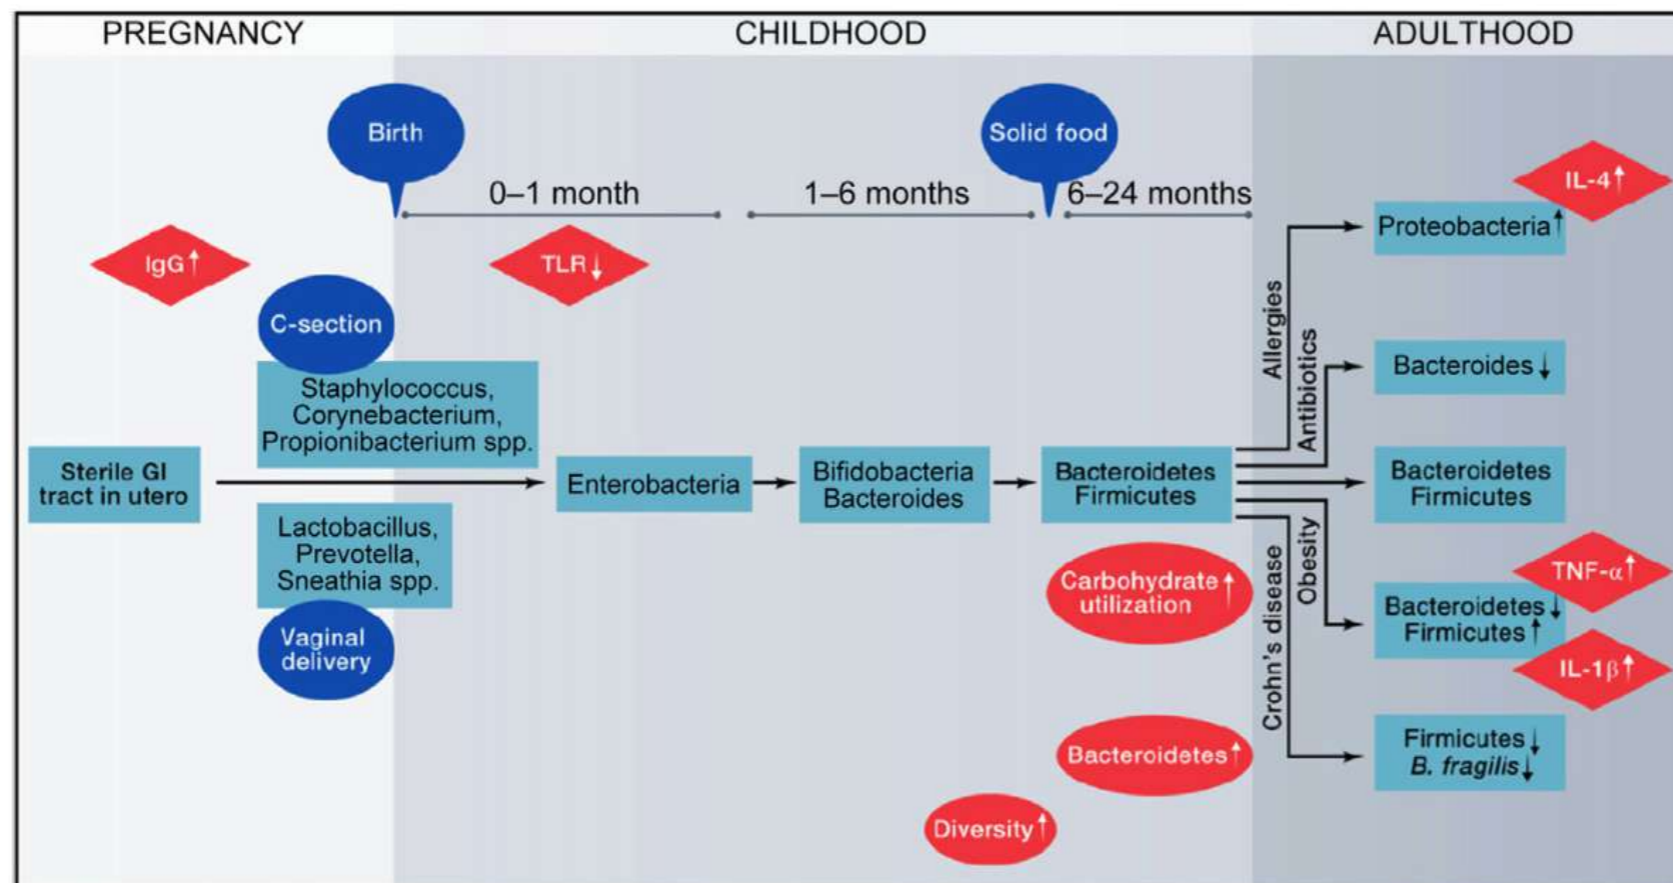 PREGNANCY
CHILDHOOD
ADULTHOOD
Birth
Solid food
0–1 month
1–6 months
6–24 months
IL-4↑
Proteobacteria↑
IgG↑
TLR↓
C-section
Staphylococcus,
Corynebacterium,
Propionibacterium spp.
Allergies
Antibiotics
Bacteroides↓
Sterile GI
tract in utero
Enterobacteria
Bifidobacteria
Bacteroides
Bacteroidetes
Firmicutes
Bacteroidetes
Firmicutes
Lactobacillus,
Prevotella,
Sneathia spp.
Vaginal
delivery
Carbohydrate↑
utilization
Crohn's disease
Obesity
TNF-α↑
Bacteroidetes↓
Firmicutes↑
IL-1β↑
Bacteroidetes↑
Firmicutes↓
B. fragilis↓
Diversity↑